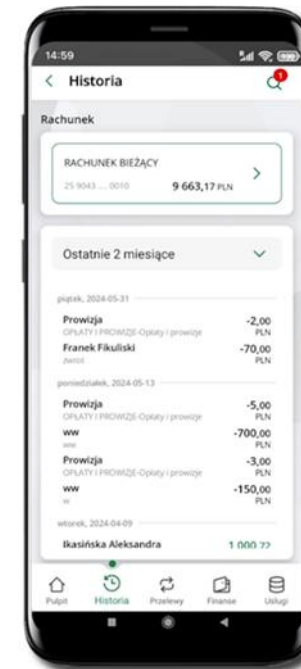 14:59
Historia
1
Rachunek
RACHUNEK BIEŻĄCY
25 9043 ... 0010 9 663,17 PLN
Ostatnie 2 miesiące
piątek, 2024-05-31
Prowizja -2,00
OPŁATY I PROWIZJE-Opłaty i prowizje PLN
Franek Fikuliski -70,00
zwrot PLN
poniedziałek, 2024-05-13
Prowizja -5,00
OPŁATY I PROWIZJE-Opłaty i prowizje PLN
ww -700,00
ww PLN
Prowizja -3,00
OPŁATY I PROWIZJE-Opłaty i prowizje PLN
ww -150,00
w PLN
wtorek, 2024-04-09
Ikasińska Aleksandra 1 000,72
Pulpit Historia Przelewy Finanse Usługi